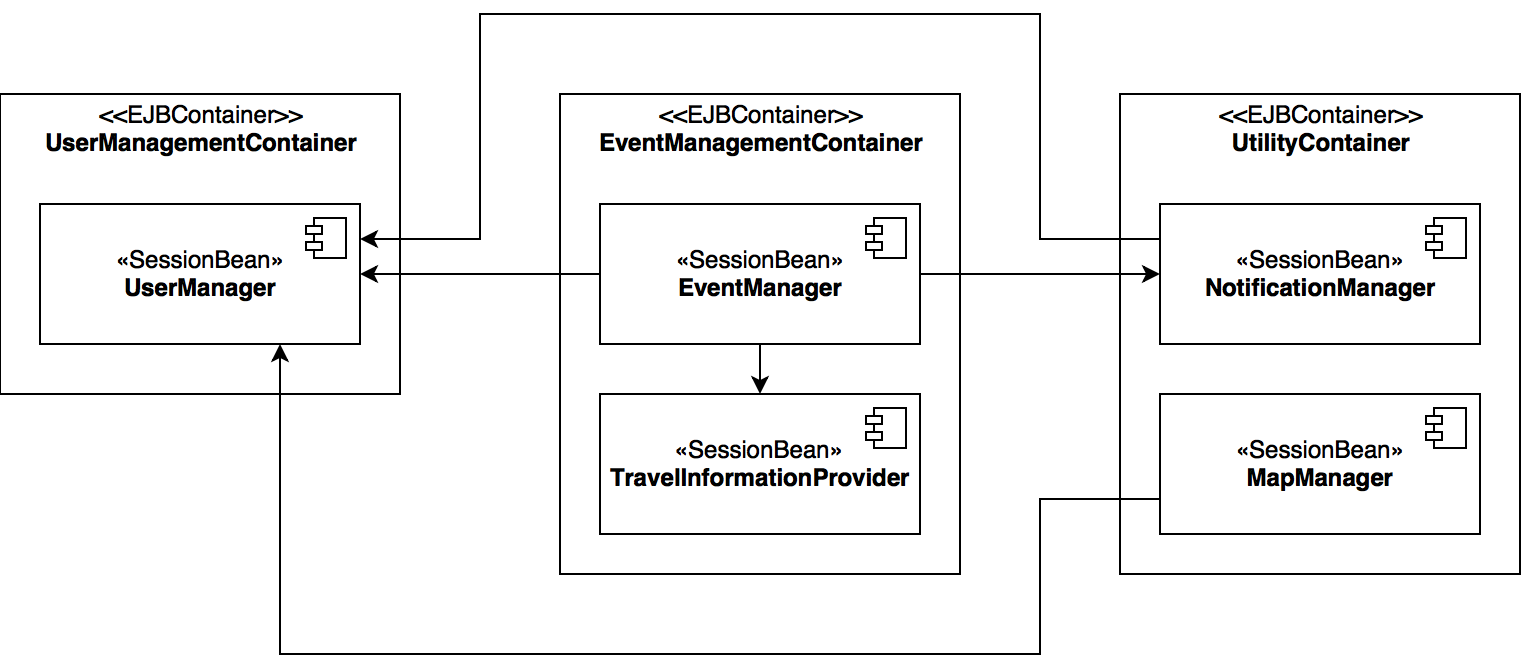 <<EJBContainer>>
UserManagementContainer
«SessionBean»
UserManager
<<EJBContainer>>
EventManagementContainer
«SessionBean»
EventManager
«SessionBean»
TravelInformationProvider
<<EJBContainer>>
UtilityContainer
«SessionBean»
NotificationManager
«SessionBean»
MapManager